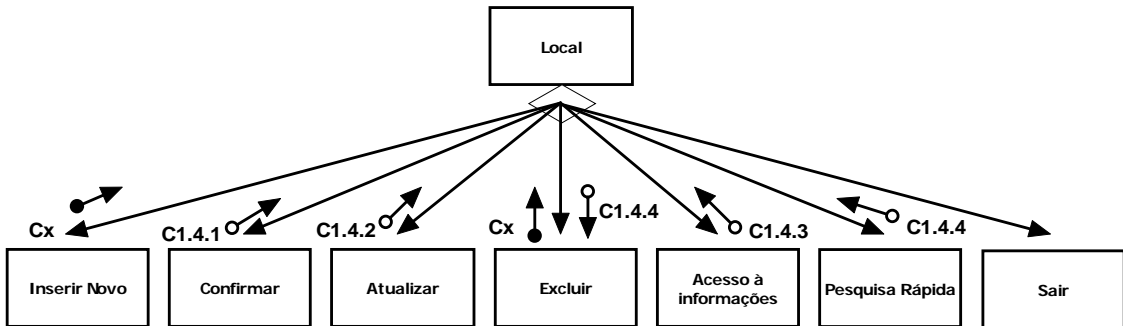 Local
C1.4.4
Cx
C1.4.1
C1.4.2
Cx
C1.4.3
C1.4.4
Inserir Novo
Confirmar
Atualizar
Excluir
Acesso à
informações
Pesquisa Rápida
Sair